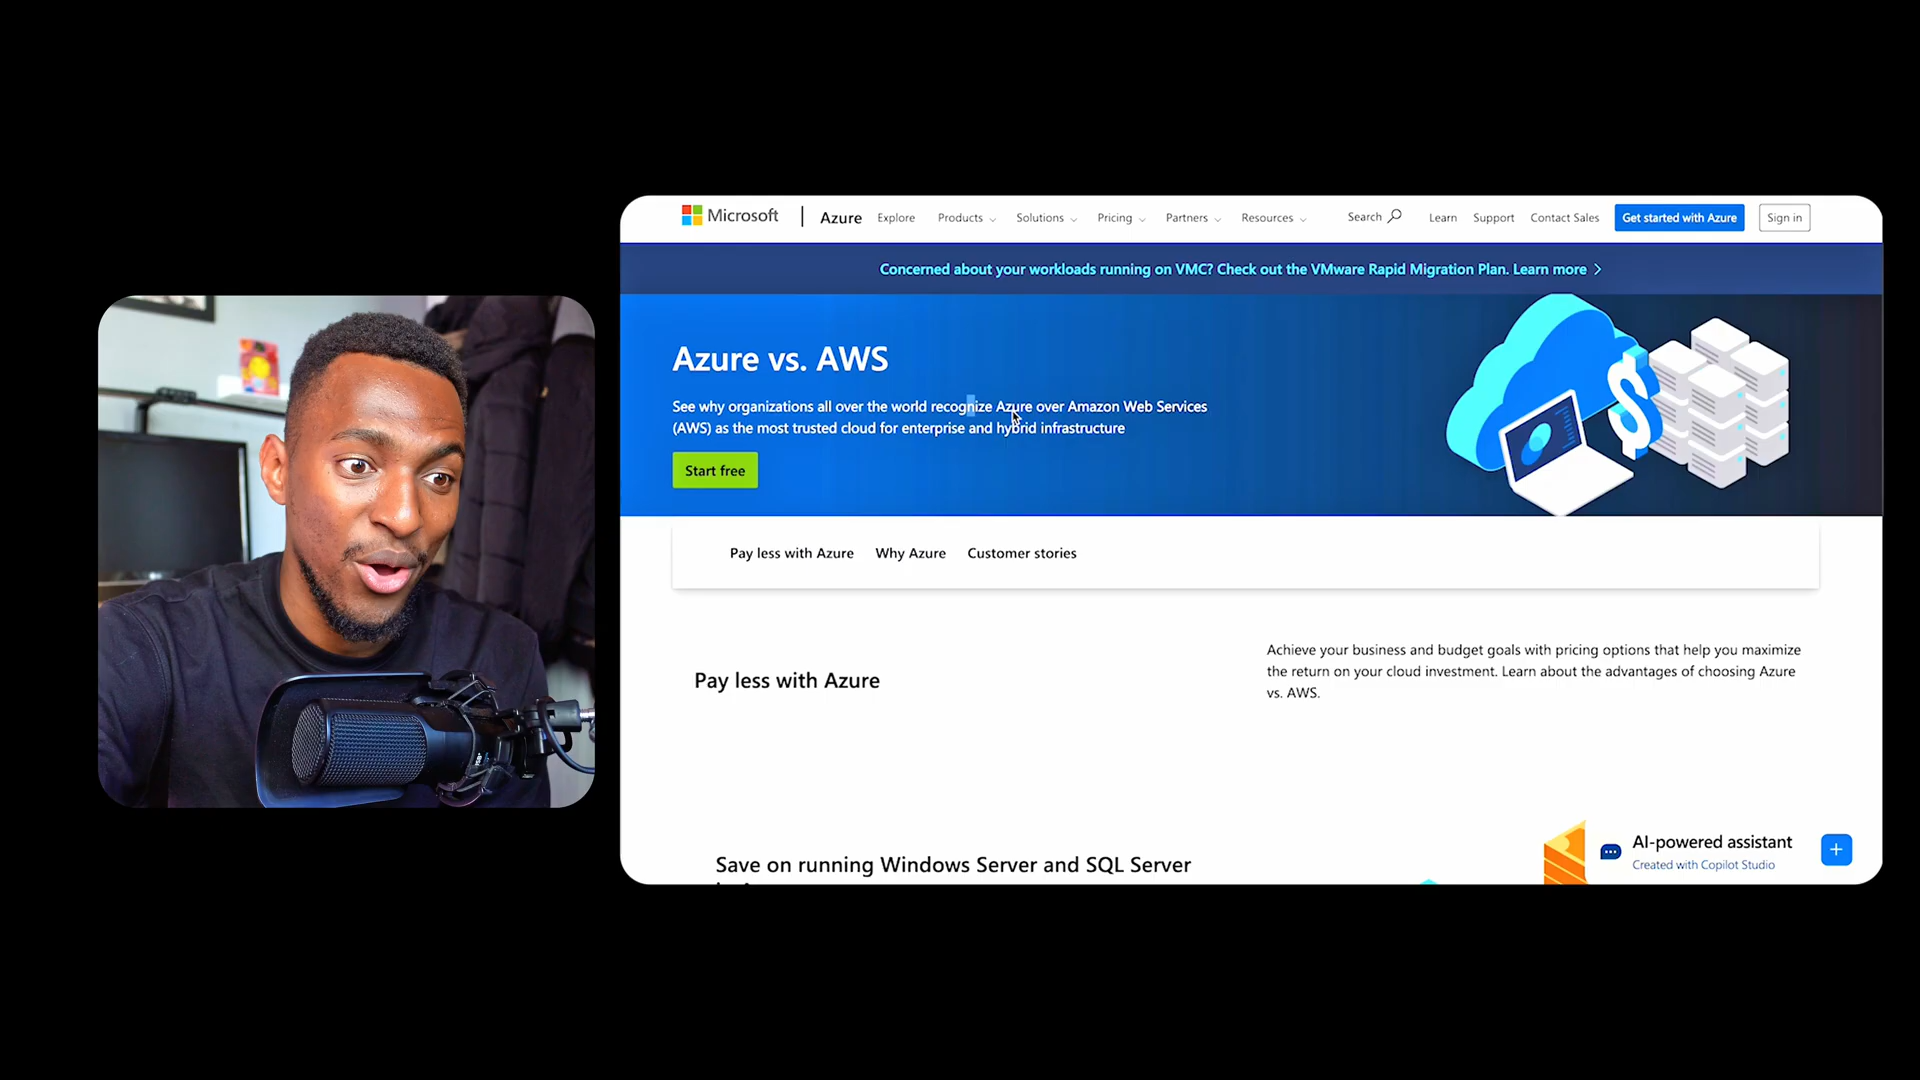 Microsoft
Azure
Explore
Products
Solutions
Pricing
Partners
Resources
Search
Learn
Support
Contact Sales
Get started with Azure
Sign in
Concerned about your workloads running on VMC? Check out the VMware Rapid Migration Plan. Learn more
Azure vs. AWS
See why organizations all over the world recognize Azure over Amazon Web Services
(AWS) as the most trusted cloud for enterprise and hybrid infrastructure
Start free
Pay less with Azure
Why Azure
Customer stories
Pay less with Azure
Achieve your business and budget goals with pricing options that help you maximize
the return on your cloud investment. Learn about the advantages of choosing Azure
vs. AWS.
Save on running Windows Server and SQL Server
AI-powered assistant
Created with Copilot Studio